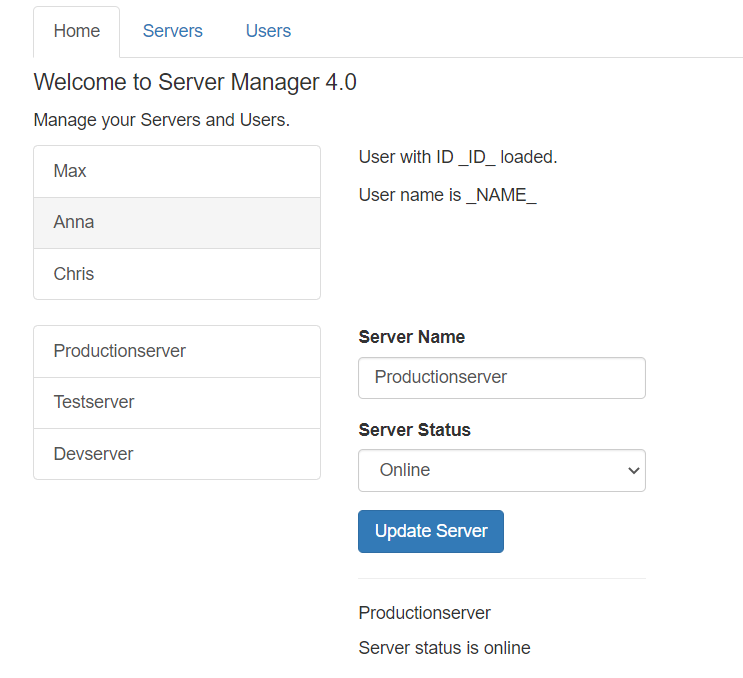 Home Servers Users
Welcome to Server Manager 4.0
Manage your Servers and Users.
Max
Anna
Chris
User with ID _ID_ loaded.
User name is _NAME_
Productionserver
Testserver
Devserver
Server Name
Productionserver
Server Status
Online
Update Server
Productionserver
Server status is online